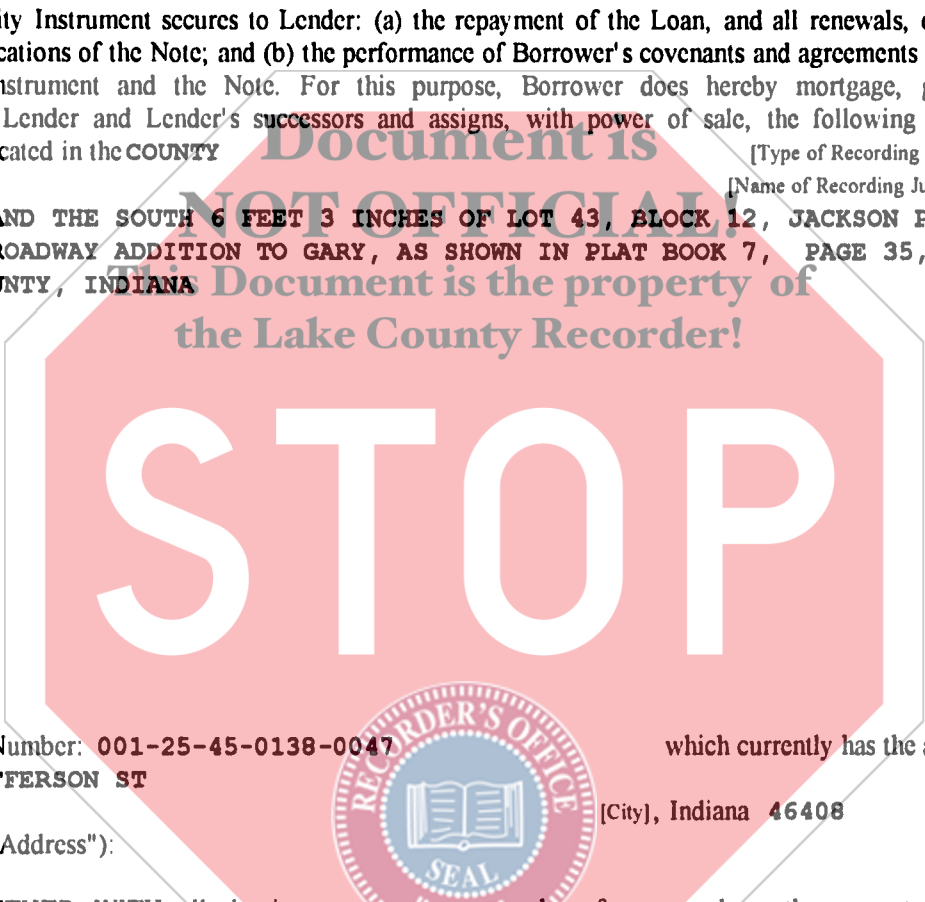 ity Instrument secures to Lender: (a) the repayment of the Loan, and all renewals,
cations of the Note; and (b) the performance of Borrower's covenants and agreements
nstrument and the Note. For this purpose, Borrower does hereby mortgage,
Lender and Lender's successors and assigns, with power of sale, the following
cated in the COUNTY [Type of Recording
[Name of Recording Ju
Document is
NOT OFFICIAL!
This Document is the property of
the Lake County Recorder!
AND THE SOUTH 6 FEET 3 INCHES OF LOT 43, BLOCK 12, JACKSON P
ROADWAY ADDITION TO GARY, AS SHOWN IN PLAT BOOK 7, PAGE 35,
UNTY, INDIANA
STOP
Number: 001-25-45-0138-0047 which currently has the a
FFERSON ST
[City], Indiana 46408
Address"):
RECORDER'S OFFICE
SEAL